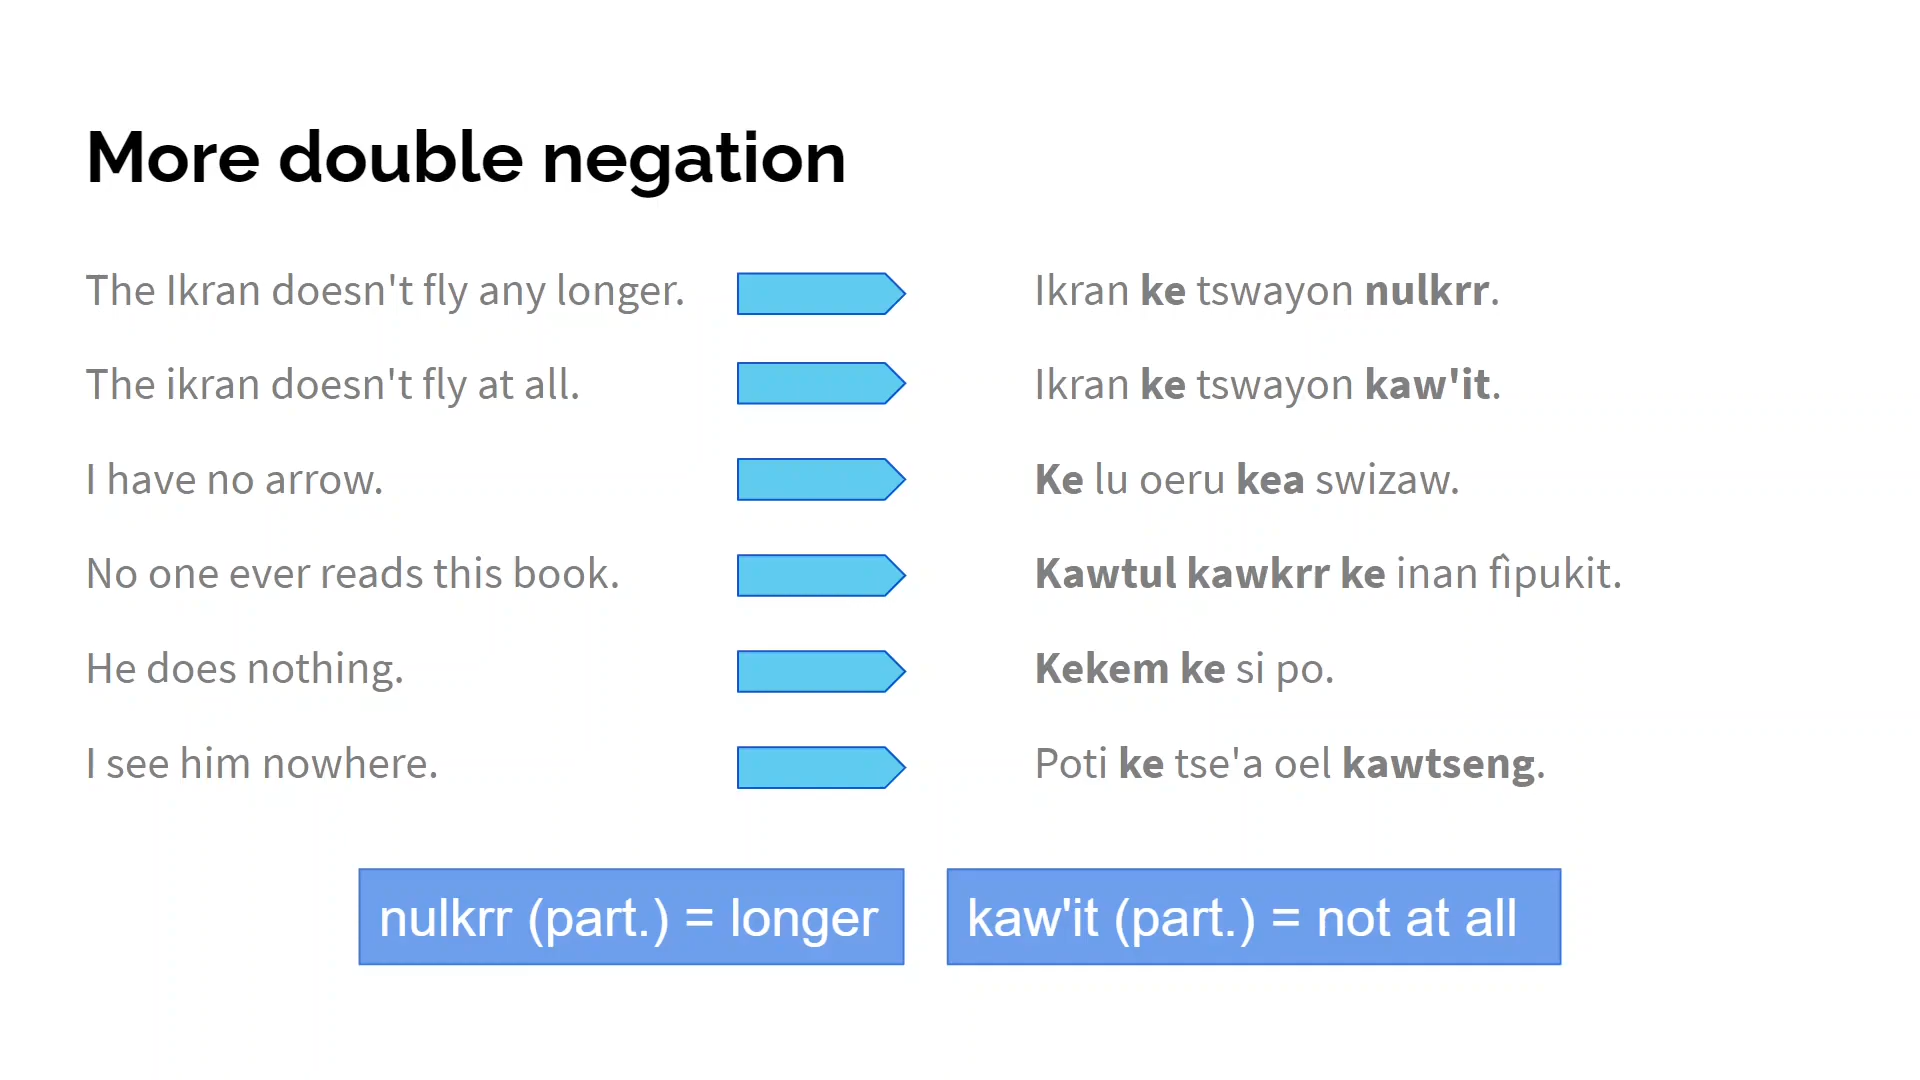 More double negation
The Ikran doesn't fly any longer. Ikran ke tswayon nulkrr.
The ikran doesn't fly at all. Ikran ke tswayon kaw'it.
I have no arrow. Ke lu oeru kea swizaw.
No one ever reads this book. Kawtul kawkrr ke inan fìpukit.
He does nothing. Kekem ke si po.
I see him nowhere. Poti ke tse'a oel kawtseng.
nulkrr (part.) = longer kaw'it (part.) = not at all